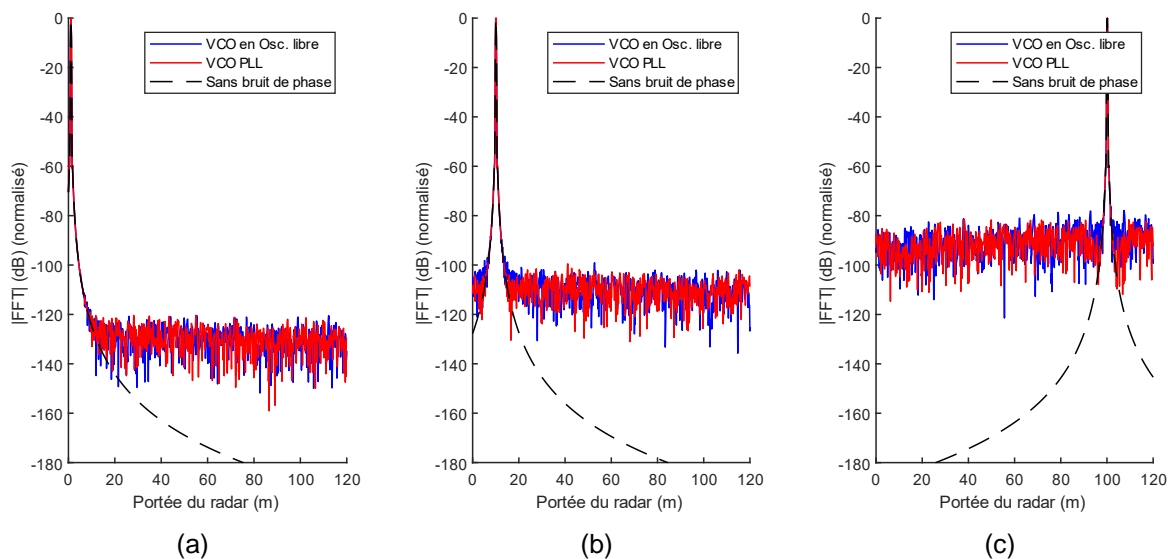 VCO en Osc. libre
VCO PLL
Sans bruit de phase
|FFT| (dB) (normalisé)
0
-20
-40
-60
-80
-100
-120
-140
-160
-180
0 20 40 60 80 100 120
Portée du radar (m)
(a)
VCO en Osc. libre
VCO PLL
Sans bruit de phase
|FFT| (dB) (normalisé)
0
-20
-40
-60
-80
-100
-120
-140
-160
-180
0 20 40 60 80 100 120
Portée du radar (m)
(b)
VCO en Osc. libre
VCO PLL
Sans bruit de phase
|FFT| (dB) (normalisé)
0
-20
-40
-60
-80
-100
-120
-140
-160
-180
0 20 40 60 80 100 120
Portée du radar (m)
(c)